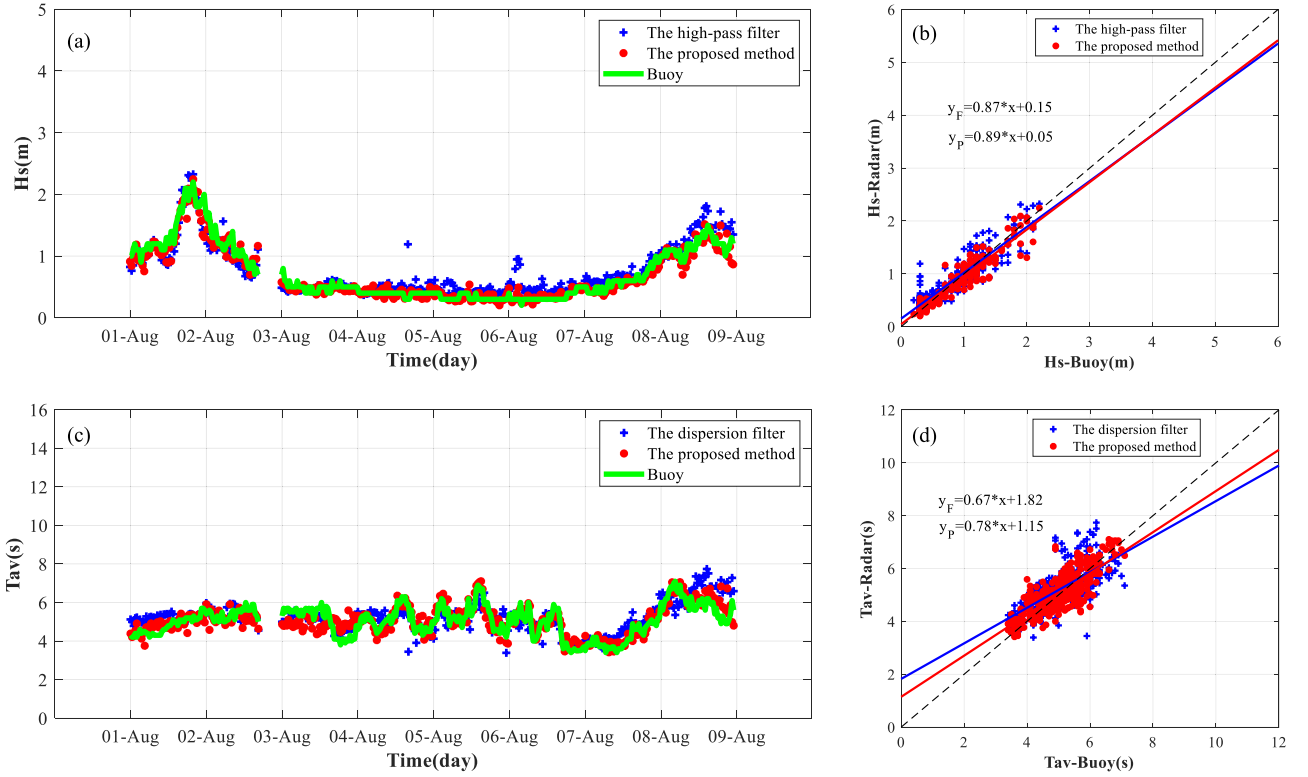 (a)
The high-pass filter
The proposed method
Buoy
Hs(m)
5
4
3
2
1
0
01-Aug 02-Aug 03-Aug 04-Aug 05-Aug 06-Aug 07-Aug 08-Aug 09-Aug
Time(day)
(b)
The high-pass filter
The proposed method
yF=0.87*x+0.15
yP=0.89*x+0.05
Hs-Radar(m)
6
5
4
3
2
1
0
0 1 2 3 4 5 6
Hs-Buoy(m)
(c)
The dispersion filter
The proposed method
Buoy
Tav(s)
16
14
12
10
8
6
4
2
0
01-Aug 02-Aug 03-Aug 04-Aug 05-Aug 06-Aug 07-Aug 08-Aug 09-Aug
Time(day)
(d)
The dispersion filter
The proposed method
yF=0.67*x+1.82
yP=0.78*x+1.15
Tav-Radar(s)
12
10
8
6
4
2
0
0 2 4 6 8 10 12
Tav-Buoy(s)